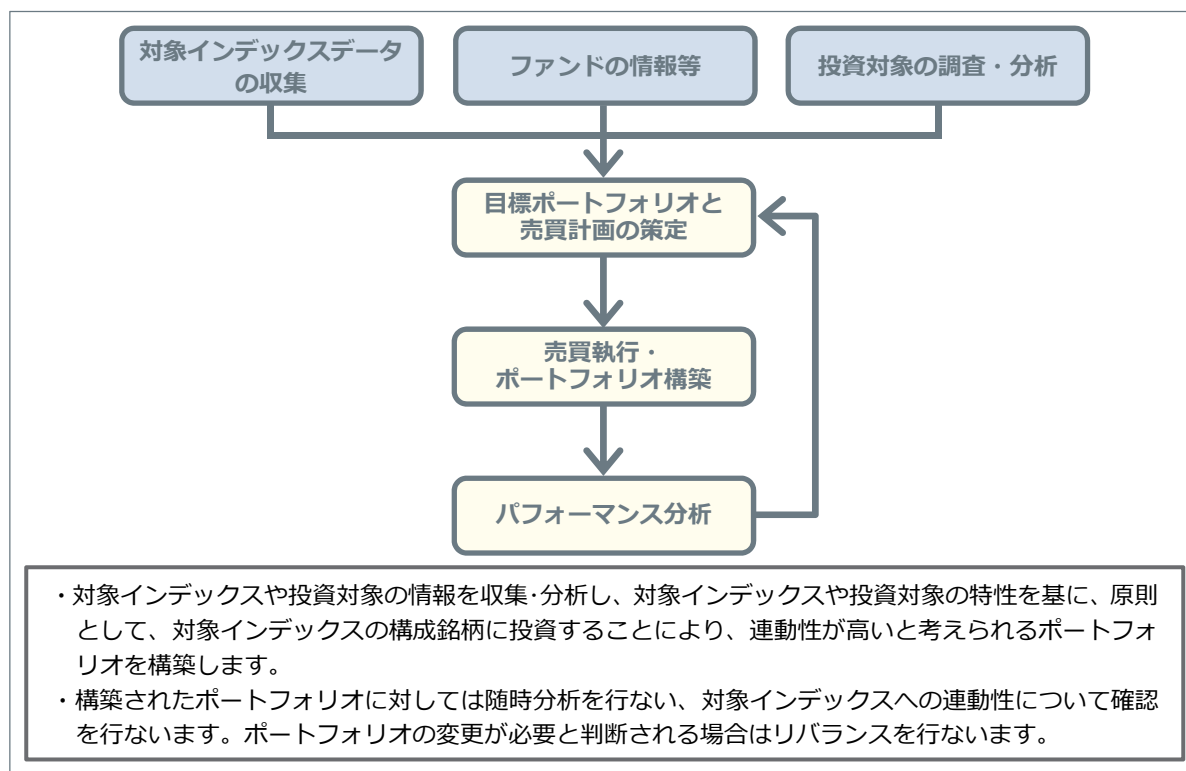 対象インデックスデータ
の収集
ファンドの情報等
投資対象の調査・分析
目標ポートフォリオと
売買計画の策定
売買執行・
ポートフォリオ構築
パフォーマンス分析
・対象インデックスや投資対象の情報を収集･分析し、対象インデックスや投資対象の特性を基に、原則
として、対象インデックスの構成銘柄に投資することにより、連動性が高いと考えられるポートフォ
リオを構築します。
・構築されたポートフォリオに対しては随時分析を行ない、対象インデックスへの連動性について確認
を行ないます。ポートフォリオの変更が必要と判断される場合はリバランスを行ないます。